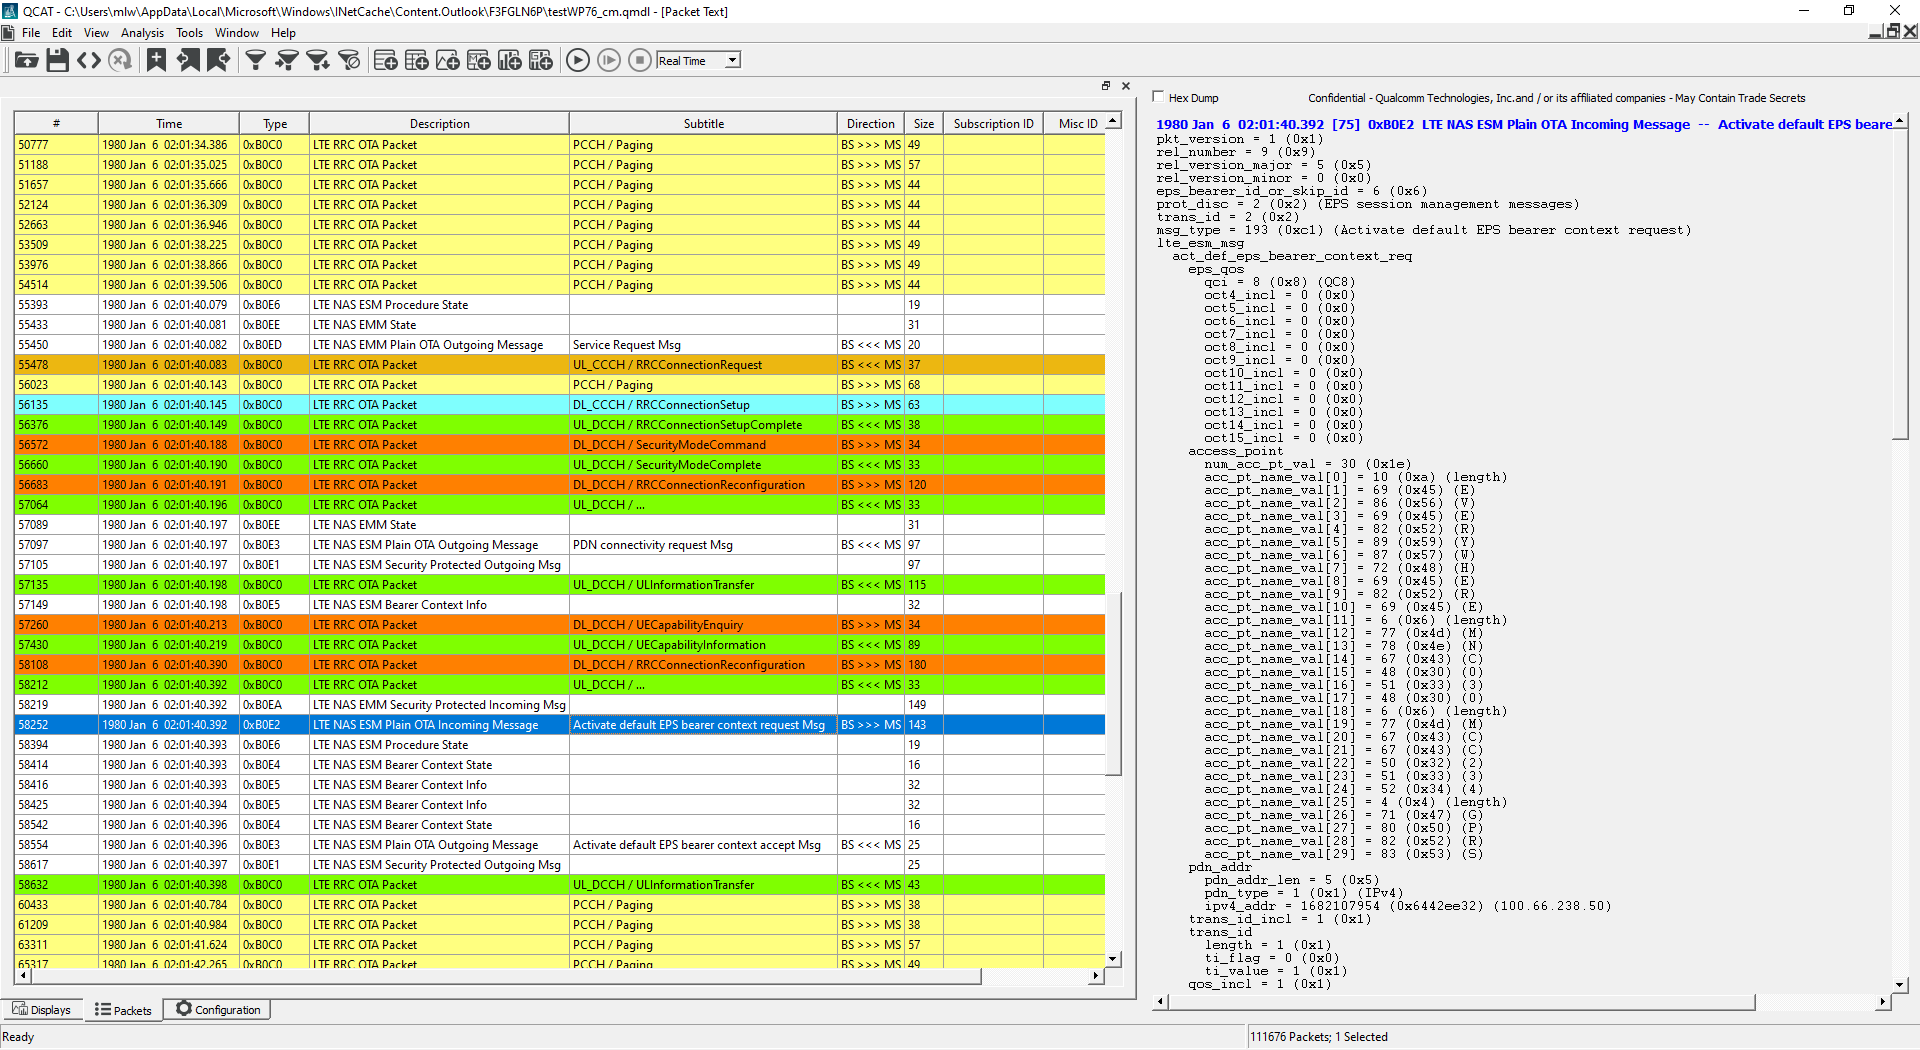 QCAT - C:\Users\mlw\AppData\Local\Microsoft\Windows\INetCache\Content.Outlook\F3FGLN6P\testWP76_cm.qmdl - [Packet Text]
File Edit View Analysis Tools Window Help
Real Time
# Time Type Description Subtitle Direction Size Subscription ID Misc ID
50777 1980 Jan 6 02:01:34.386 0xB0C0 LTE RRC OTA Packet PCCH / Paging BS >>> MS 49
51188 1980 Jan 6 02:01:35.025 0xB0C0 LTE RRC OTA Packet PCCH / Paging BS >>> MS 57
51657 1980 Jan 6 02:01:35.666 0xB0C0 LTE RRC OTA Packet PCCH / Paging BS >>> MS 44
52124 1980 Jan 6 02:01:36.309 0xB0C0 LTE RRC OTA Packet PCCH / Paging BS >>> MS 44
52663 1980 Jan 6 02:01:36.946 0xB0C0 LTE RRC OTA Packet PCCH / Paging BS >>> MS 44
53509 1980 Jan 6 02:01:38.225 0xB0C0 LTE RRC OTA Packet PCCH / Paging BS >>> MS 49
53976 1980 Jan 6 02:01:38.866 0xB0C0 LTE RRC OTA Packet PCCH / Paging BS >>> MS 49
54514 1980 Jan 6 02:01:39.506 0xB0C0 LTE RRC OTA Packet PCCH / Paging BS >>> MS 44
55393 1980 Jan 6 02:01:40.079 0xB0E6 LTE NAS ESM Procedure State 19
55433 1980 Jan 6 02:01:40.081 0xB0EE LTE NAS EMM State 31
55450 1980 Jan 6 02:01:40.082 0xB0ED LTE NAS EMM Plain OTA Outgoing Message Service Request Msg BS <<< MS 20
55478 1980 Jan 6 02:01:40.083 0xB0C0 LTE RRC OTA Packet UL_CCCH / RRCConnectionRequest BS <<< MS 37
56023 1980 Jan 6 02:01:40.143 0xB0C0 LTE RRC OTA Packet PCCH / Paging BS >>> MS 68
56135 1980 Jan 6 02:01:40.145 0xB0C0 LTE RRC OTA Packet DL_CCCH / RRCConnectionSetup BS >>> MS 63
56376 1980 Jan 6 02:01:40.149 0xB0C0 LTE RRC OTA Packet UL_DCCH / RRCConnectionSetupComplete BS <<< MS 38
56572 1980 Jan 6 02:01:40.188 0xB0C0 LTE RRC OTA Packet DL_DCCH / SecurityModeCommand BS >>> MS 34
56660 1980 Jan 6 02:01:40.190 0xB0C0 LTE RRC OTA Packet UL_DCCH / SecurityModeComplete BS <<< MS 33
56683 1980 Jan 6 02:01:40.191 0xB0C0 LTE RRC OTA Packet DL_DCCH / RRCConnectionReconfiguration BS >>> MS 120
57064 1980 Jan 6 02:01:40.196 0xB0C0 LTE RRC OTA Packet UL_DCCH / ... BS <<< MS 33
57089 1980 Jan 6 02:01:40.197 0xB0EE LTE NAS EMM State 31
57097 1980 Jan 6 02:01:40.197 0xB0E3 LTE NAS ESM Plain OTA Outgoing Message PDN connectivity request Msg BS <<< MS 97
57105 1980 Jan 6 02:01:40.197 0xB0E1 LTE NAS ESM Security Protected Outgoing Msg 97
57135 1980 Jan 6 02:01:40.198 0xB0C0 LTE RRC OTA Packet UL_DCCH / ULInformationTransfer BS <<< MS 115
57149 1980 Jan 6 02:01:40.198 0xB0E5 LTE NAS ESM Bearer Context Info 32
57260 1980 Jan 6 02:01:40.213 0xB0C0 LTE RRC OTA Packet DL_DCCH / UECapabilityEnquiry BS >>> MS 34
57430 1980 Jan 6 02:01:40.219 0xB0C0 LTE RRC OTA Packet UL_DCCH / UECapabilityInformation BS <<< MS 89
58108 1980 Jan 6 02:01:40.390 0xB0C0 LTE RRC OTA Packet DL_DCCH / RRCConnectionReconfiguration BS >>> MS 180
58212 1980 Jan 6 02:01:40.392 0xB0C0 LTE RRC OTA Packet UL_DCCH / ... BS <<< MS 33
58219 1980 Jan 6 02:01:40.392 0xB0EA LTE NAS EMM Security Protected Incoming Msg 149
58252 1980 Jan 6 02:01:40.392 0xB0E2 LTE NAS ESM Plain OTA Incoming Message Activate default EPS bearer context request Msg BS >>> MS 143
58394 1980 Jan 6 02:01:40.393 0xB0E6 LTE NAS ESM Procedure State 19
58414 1980 Jan 6 02:01:40.393 0xB0E4 LTE NAS ESM Bearer Context State 16
58416 1980 Jan 6 02:01:40.393 0xB0E5 LTE NAS ESM Bearer Context Info 32
58425 1980 Jan 6 02:01:40.394 0xB0E5 LTE NAS ESM Bearer Context Info 32
58542 1980 Jan 6 02:01:40.396 0xB0E4 LTE NAS ESM Bearer Context State 16
58554 1980 Jan 6 02:01:40.396 0xB0E3 LTE NAS ESM Plain OTA Outgoing Message Activate default EPS bearer context accept Msg BS <<< MS 25
58617 1980 Jan 6 02:01:40.397 0xB0E1 LTE NAS ESM Security Protected Outgoing Msg 25
58632 1980 Jan 6 02:01:40.398 0xB0C0 LTE RRC OTA Packet UL_DCCH / ULInformationTransfer BS <<< MS 43
60433 1980 Jan 6 02:01:40.784 0xB0C0 LTE RRC OTA Packet PCCH / Paging BS >>> MS 38
61209 1980 Jan 6 02:01:40.984 0xB0C0 LTE RRC OTA Packet PCCH / Paging BS >>> MS 38
63311 1980 Jan 6 02:01:41.624 0xB0C0 LTE RRC OTA Packet PCCH / Paging BS >>> MS 57
65317 1980 Jan 6 02:01:42.265 0xB0C0 LTE RRC OTA Packet PCCH / Paging BS >>> MS 49
Displays Packets Configuration
Hex Dump Confidential - Qualcomm Technologies, Inc.and / or its affiliated companies - May Contain Trade Secrets
1980 Jan 6 02:01:40.392 [75] 0xB0E2 LTE NAS ESM Plain OTA Incoming Message -- Activate default EPS beare
pkt_version = 1 (0x1)
rel_number = 9 (0x9)
rel_version_major = 5 (0x5)
rel_version_minor = 0 (0x0)
eps_bearer_id_or_skip_id = 6 (0x6)
prot_disc = 2 (0x2) (EPS session management messages)
trans_id = 2 (0x2)
msg_type = 193 (0xc1) (Activate default EPS bearer context request)
lte_esm_msg
act_def_eps_bearer_context_req
eps_qos
qci = 8 (0x8) (QC8)
oct4_incl = 0 (0x0)
oct5_incl = 0 (0x0)
oct6_incl = 0 (0x0)
oct7_incl = 0 (0x0)
oct8_incl = 0 (0x0)
oct9_incl = 0 (0x0)
oct10_incl = 0 (0x0)
oct11_incl = 0 (0x0)
oct12_incl = 0 (0x0)
oct13_incl = 0 (0x0)
oct14_incl = 0 (0x0)
oct15_incl = 0 (0x0)
access_point
num_acc_pt_val = 30 (0x1e)
acc_pt_name_val[0] = 10 (0xa) (length)
acc_pt_name_val[1] = 69 (0x45) (E)
acc_pt_name_val[2] = 86 (0x56) (V)
acc_pt_name_val[3] = 69 (0x45) (E)
acc_pt_name_val[4] = 82 (0x52) (R)
acc_pt_name_val[5] = 89 (0x59) (Y)
acc_pt_name_val[6] = 87 (0x57) (W)
acc_pt_name_val[7] = 72 (0x48) (H)
acc_pt_name_val[8] = 69 (0x45) (E)
acc_pt_name_val[9] = 82 (0x52) (R)
acc_pt_name_val[10] = 69 (0x45) (E)
acc_pt_name_val[11] = 6 (0x6) (length)
acc_pt_name_val[12] = 77 (0x4d) (M)
acc_pt_name_val[13] = 78 (0x4e) (N)
acc_pt_name_val[14] = 67 (0x43) (C)
acc_pt_name_val[15] = 48 (0x30) (0)
acc_pt_name_val[16] = 51 (0x33) (3)
acc_pt_name_val[17] = 48 (0x30) (0)
acc_pt_name_val[18] = 6 (0x6) (length)
acc_pt_name_val[19] = 77 (0x4d) (M)
acc_pt_name_val[20] = 67 (0x43) (C)
acc_pt_name_val[21] = 67 (0x43) (C)
acc_pt_name_val[22] = 50 (0x32) (2)
acc_pt_name_val[23] = 51 (0x33) (3)
acc_pt_name_val[24] = 52 (0x34) (4)
acc_pt_name_val[25] = 4 (0x4) (length)
acc_pt_name_val[26] = 71 (0x47) (G)
acc_pt_name_val[27] = 80 (0x50) (P)
acc_pt_name_val[28] = 82 (0x52) (R)
acc_pt_name_val[29] = 83 (0x53) (S)
pdn_addr
pdn_addr_len = 5 (0x5)
pdn_type = 1 (0x1) (IPv4)
ipv4_addr = 1682107954 (0x6442ee32) (100.66.238.50)
trans_id_incl = 1 (0x1)
trans_id
length = 1 (0x1)
ti_flag = 0 (0x0)
ti_value = 1 (0x1)
qos_incl = 1 (0x1)
Ready 111676 Packets; 1 Selected